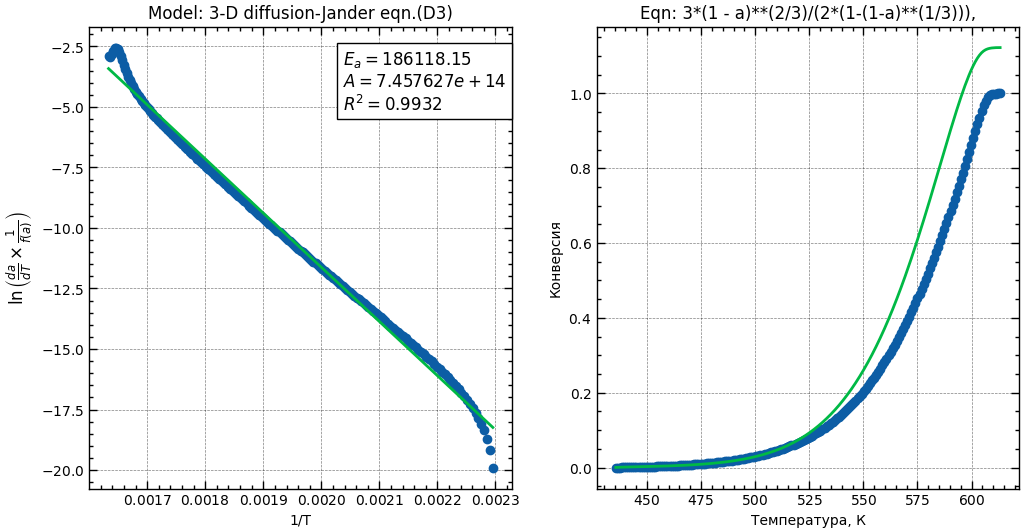 Model: 3-D diffusion-Jander eqn.(D3)
−2.5
−5.0
−7.5
−10.0
−12.5
−15.0
−17.5
−20.0
ln (da/dT × 1/f(a))
E_a = 186118.15
A = 7.457627e + 14
R² = 0.9932
0.0017 0.0018 0.0019 0.0020 0.0021 0.0022 0.0023
1/T
Eqn: 3*(1 - a)**(2/3)/(2*(1-(1-a)**(1/3))),
1.0
0.8
0.6
0.4
0.2
0.0
Конверсия
450 475 500 525 550 575 600
Температура, К